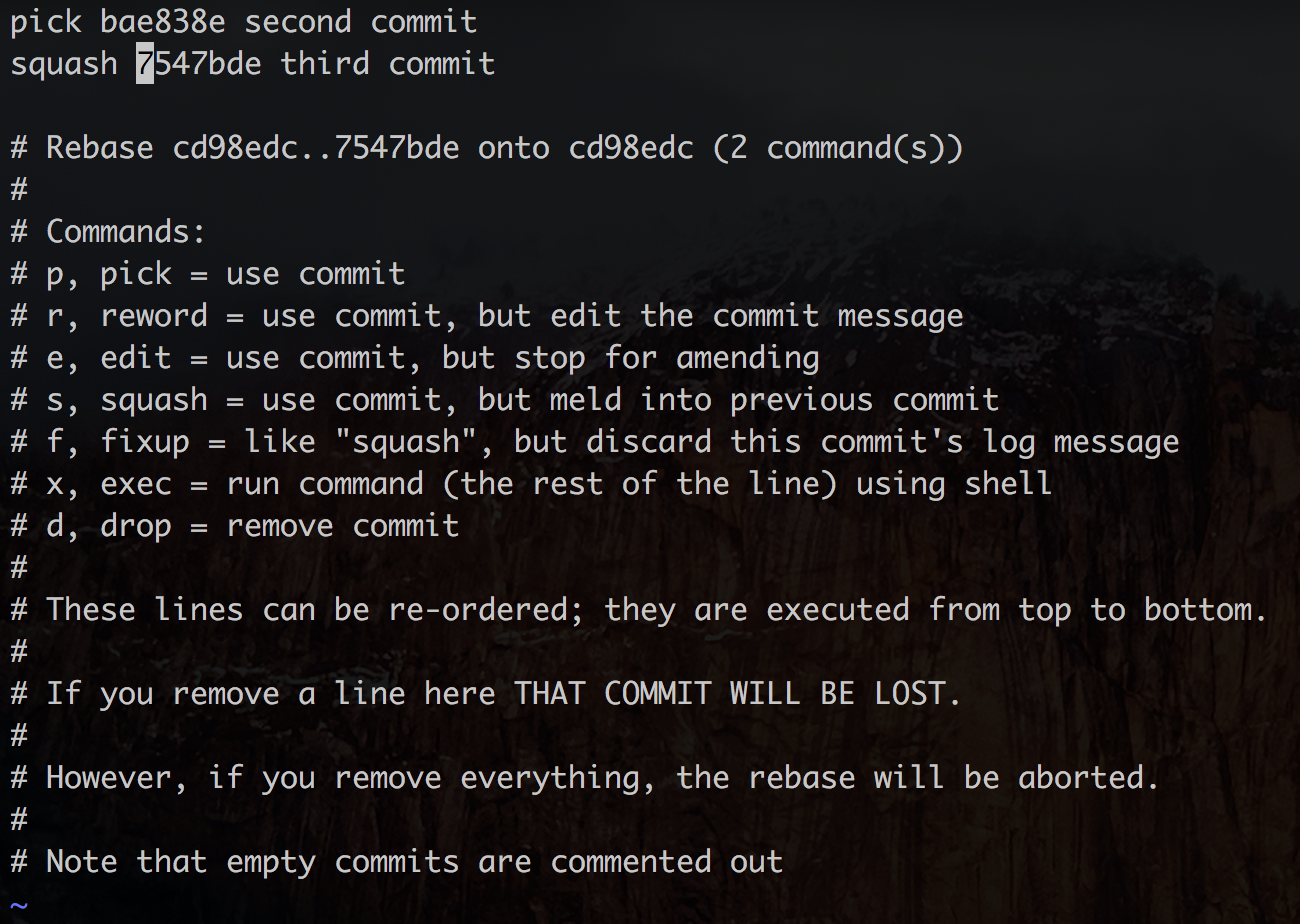 pick bae838e second commit
squash 7547bde third commit
# Rebase cd98edc..7547bde onto cd98edc (2 command(s))
#
# Commands:
# p, pick = use commit
# r, reword = use commit, but edit the commit message
# e, edit = use commit, but stop for amending
# s, squash = use commit, but meld into previous commit
# f, fixup = like "squash", but discard this commit's log message
# x, exec = run command (the rest of the line) using shell
# d, drop = remove commit
#
# These lines can be re-ordered; they are executed from top to bottom.
#
# If you remove a line here THAT COMMIT WILL BE LOST.
#
# However, if you remove everything, the rebase will be aborted.
#
# Note that empty commits are commented out
~